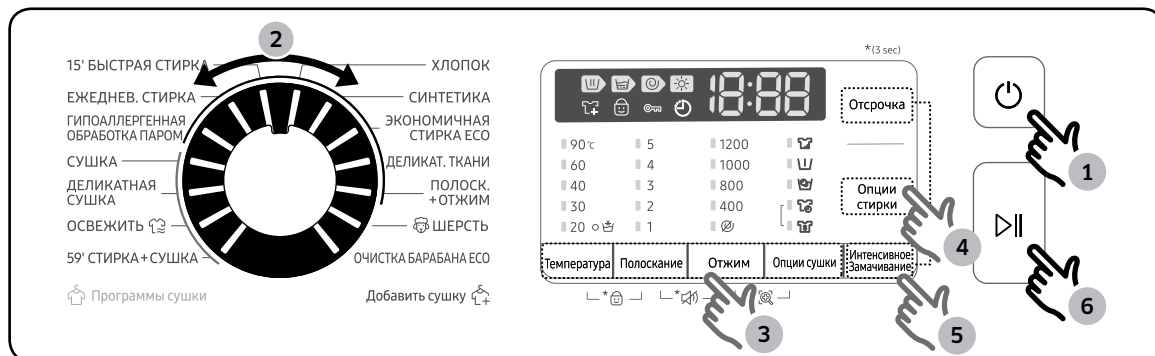 2
*(3 sec)
15' БЫСТРАЯ СТИРКА
ХЛОПОК
ЕЖЕДНЕВ. СТИРКА
СИНТЕТИКА
ГИПОАЛЛЕРГЕННАЯ
ОБРАБОТКА ПАРОМ
ЭКОНОМИЧНАЯ
СТИРКА ECO
СУШКА
ДЕЛИКАТ. ТКАНИ
ДЕЛИКАТНАЯ
СУШКА
ПОЛОСК.
+ОТЖИМ
ОСВЕЖИТЬ
ШЕРСТЬ
59' СТИРКА+СУШКА
ОЧИСТКА БАРАБАНА ECO
Программы сушки
Добавить сушку
18:88
Отсрочка
90℃ 5 1200
60 4 1000
40 3 800
30 2 400
20 1
Опции
стирки
Температура
Полоскание
Отжим
Опции сушки
Интенсивное
Замачивание
*
*
1
4
3
5
6